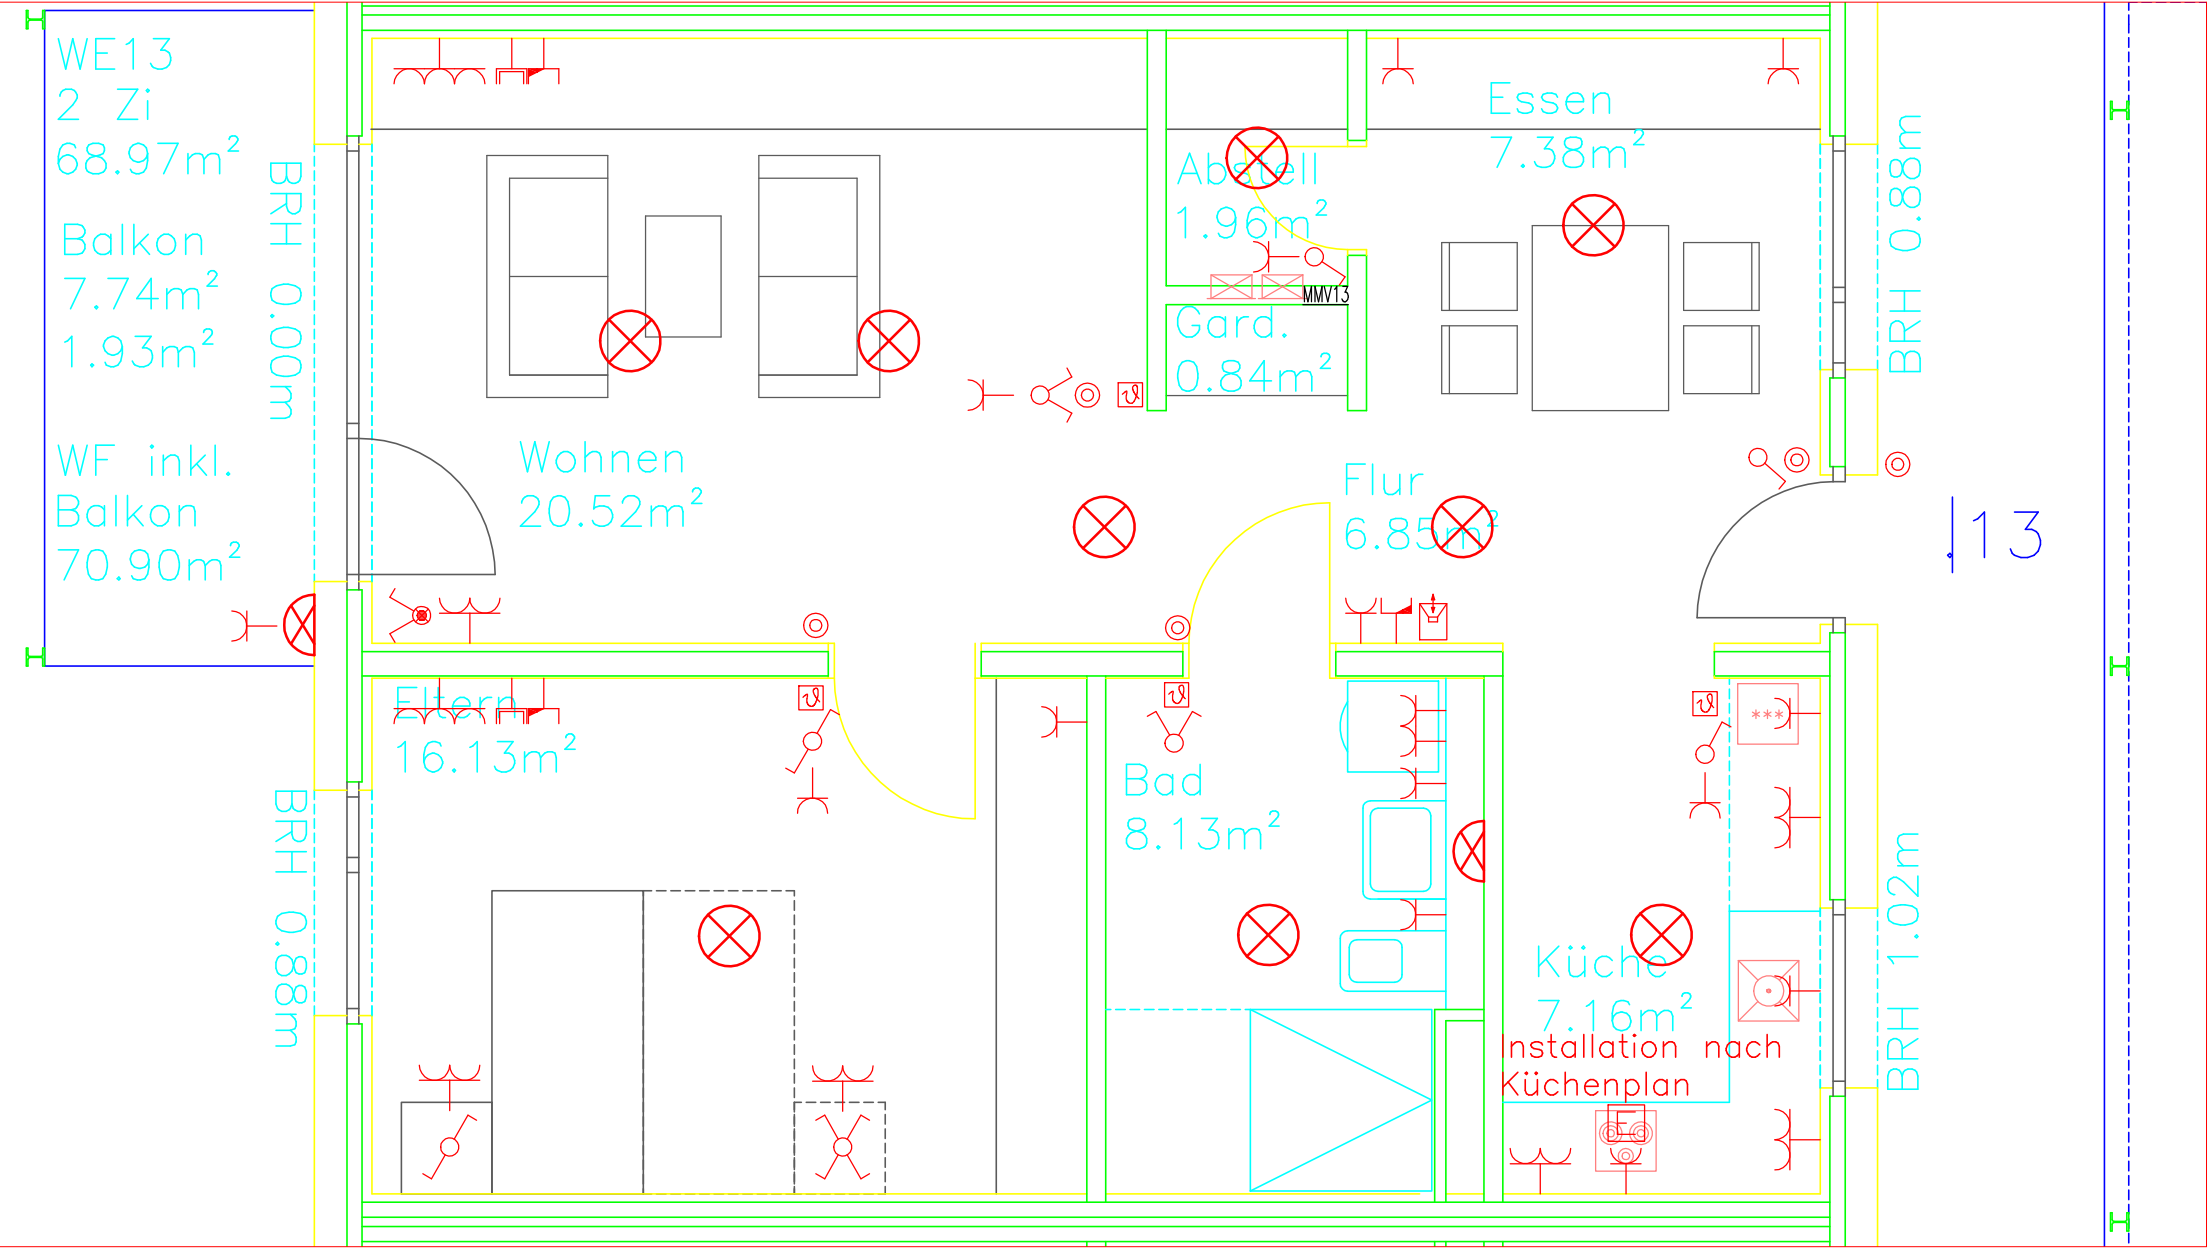 WE13
2 Zi
68.97m²
Balkon
7.74m²
1.93m²
WF inkl.
Balkon
70.90m²
BRH 0.00m
BRH 0.88m
Wohnen
20.52m²
Eltern
16.13m²
Abstell
1.96m²
MMV13
Gard.
0.84m²
Essen
7.38m²
Flur
6.85m²
Bad
8.13m²
Küche
7.16m²
Installation nach
Küchenplan
E
***
BRH 0.88m
BRH 1.02m
.13